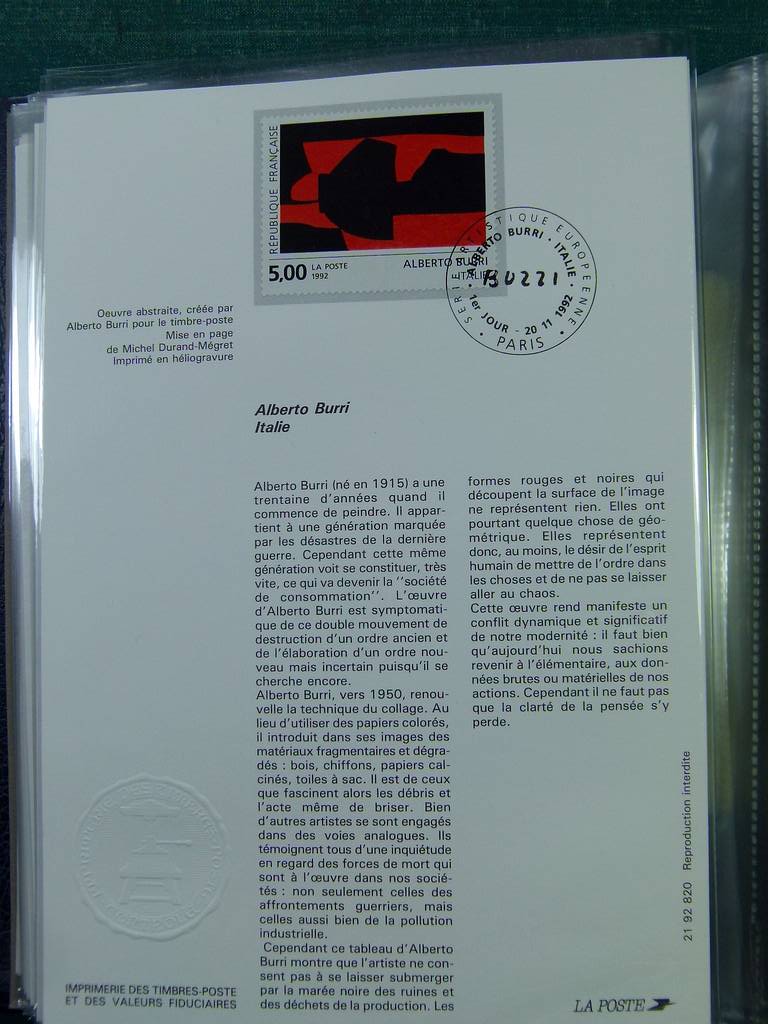 RÉPUBLIQUE FRANÇAISE
5,00 LA POSTE
1992
ALBERTO BURRI
ITALIE
SERIE ARTISTIQUE EUROPEENNE
ALBERTO BURRI · ITALIE
BURRI
1er JOUR - 20 11 1992
• PARIS •
Oeuvre abstraite, créée par
Alberto Burri pour le timbre-poste
Mise en page
de Michel Durand-Mégret
Imprimé en héliogravure
Alberto Burri
Italie
Alberto Burri (né en 1915) a une
trentaine d'années quand il
commence de peindre. Il appar-
tient à une génération marquée
par les désastres de la dernière
guerre. Cependant cette même
génération voit se constituer, très
vite, ce qui va devenir la ''société
de consommation''. L'œuvre
d'Alberto Burri est symptomati-
que de ce double mouvement de
destruction d'un ordre ancien et
de l'élaboration d'un ordre nou-
veau mais incertain puisqu'il se
cherche encore.
Alberto Burri, vers 1950, renou-
velle la technique du collage. Au
lieu d'utiliser des papiers colorés,
il introduit dans ses images des
matériaux fragmentaires et dégra-
dés : bois, chiffons, papiers cal-
cinés, toiles à sac. Il est de ceux
que fascinent alors les débris et
l'acte même de briser. Bien
d'autres artistes se sont engagés
dans des voies analogues. Ils
témoignent tous d'une inquiétude
en regard des forces de mort qui
sont à l'œuvre dans nos socié-
tés : non seulement celles des
affrontements guerriers, mais
celles aussi bien de la pollution
industrielle.
Cependant ce tableau d'Alberto
Burri montre que l'artiste ne con-
sent pas à se laisser submerger
par la marée noire des ruines et
des déchets de la production. Les
formes rouges et noires qui
découpent la surface de l'image
ne représentent rien. Elles ont
pourtant quelque chose de géo-
métrique. Elles représentent
donc, au moins, le désir de l'esprit
humain de mettre de l'ordre dans
les choses et de ne pas se laisser
aller au chaos.
Cette œuvre rend manifeste un
conflit dynamique et significatif
de notre modernité : il faut bien
qu'aujourd'hui nous sachions
revenir à l'élémentaire, aux don-
nées brutes ou matérielles de nos
actions. Cependant il ne faut pas
que la clarté de la pensée s'y
perde.
21 92 820 Reproduction interdite
IMPRIMERIE DES TIMBRES-POSTE
ET DES VALEURS FIDUCIAIRES
LA POSTE